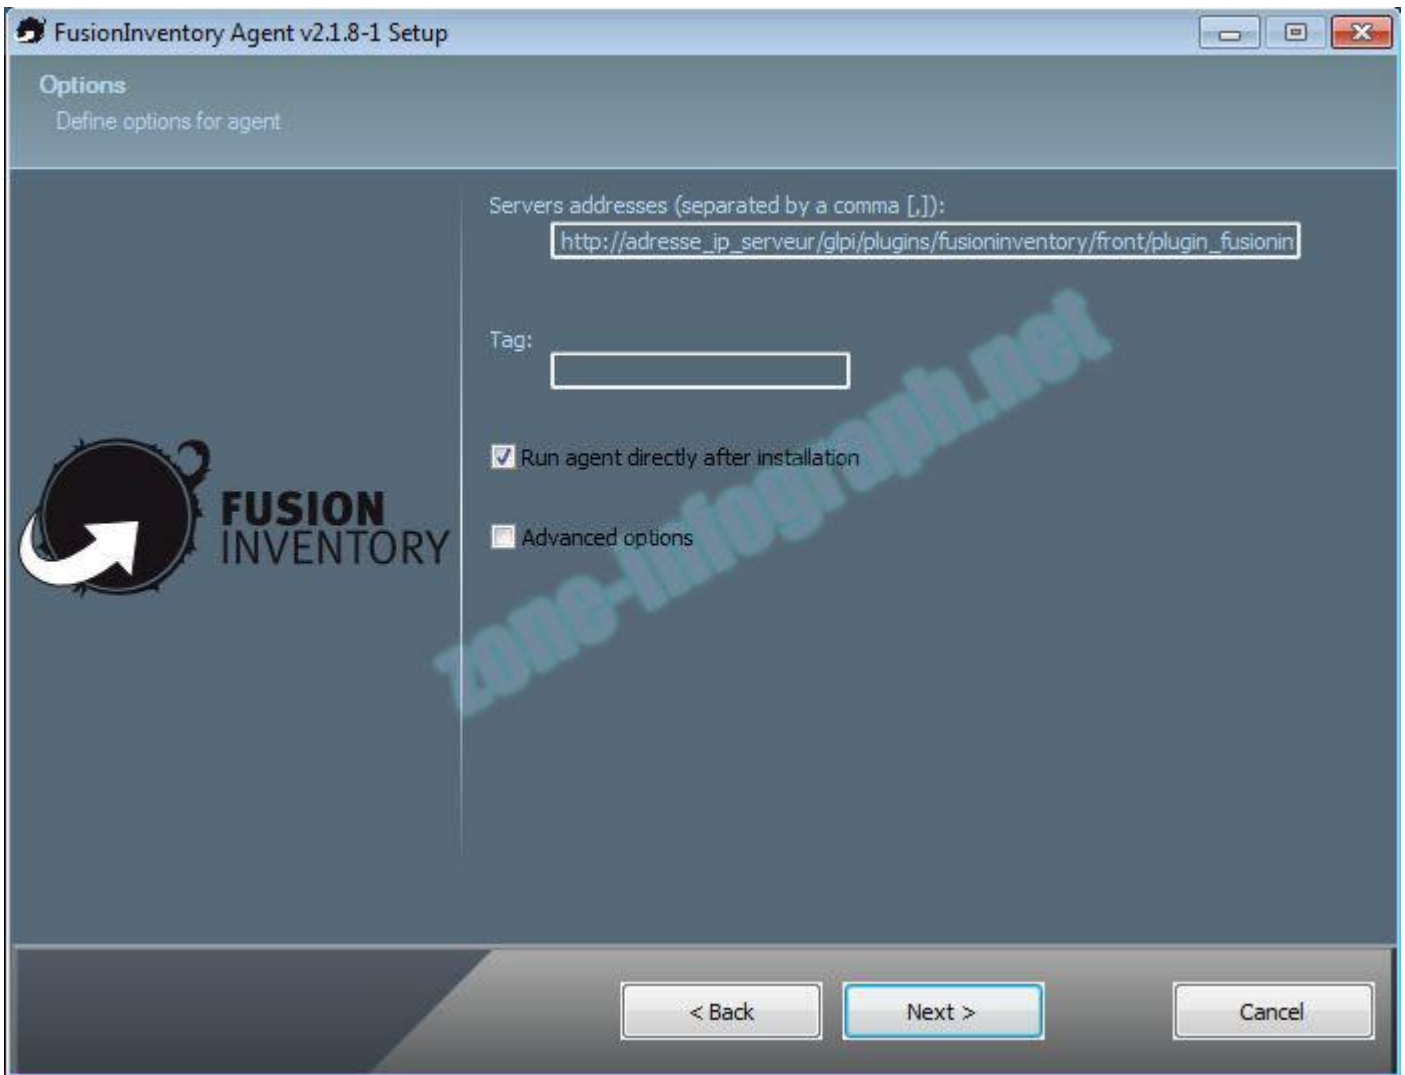 FusionInventory Agent v2.1.8-1 Setup
Options
Define options for agent
Servers addresses (separated by a comma [,]):
http://adresse_ip_serveur/glpi/plugins/fusioninventory/front/plugin_fusionin
Tag:
Run agent directly after installation
Advanced options
FUSION
INVENTORY
zone-infograph.net
< Back
Next >
Cancel